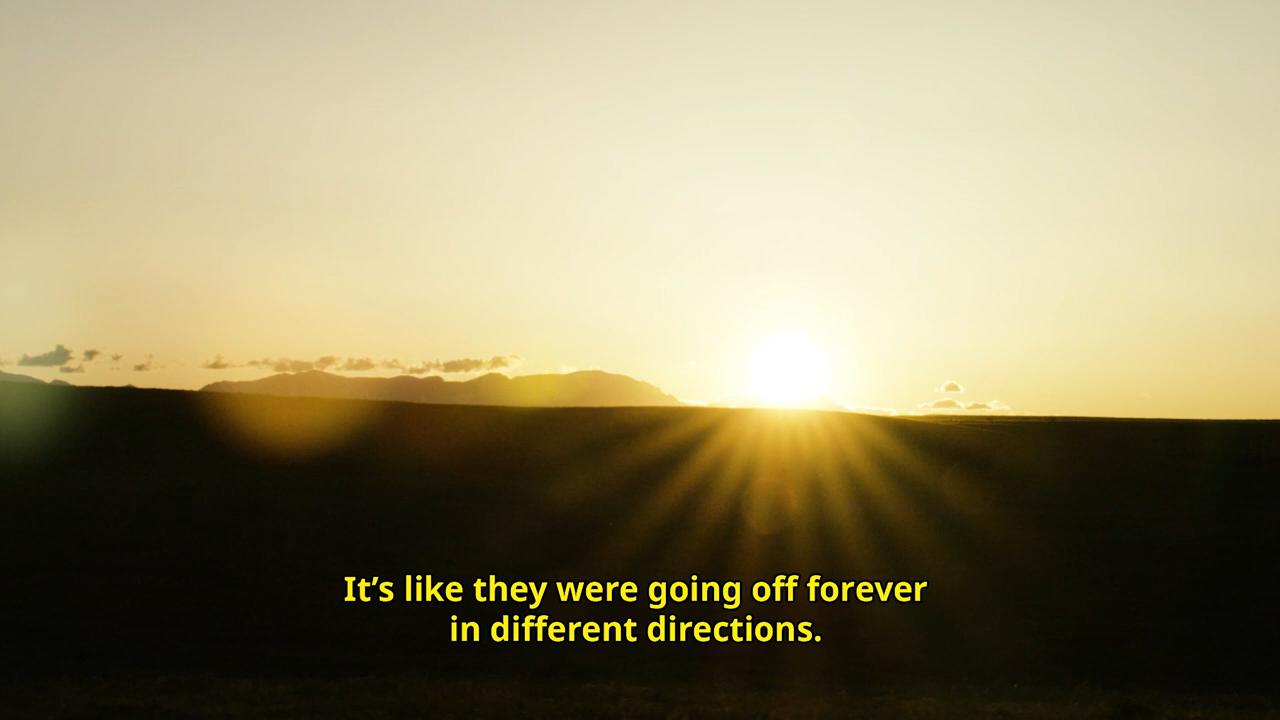 It’s like they were going off forever
in different directions.